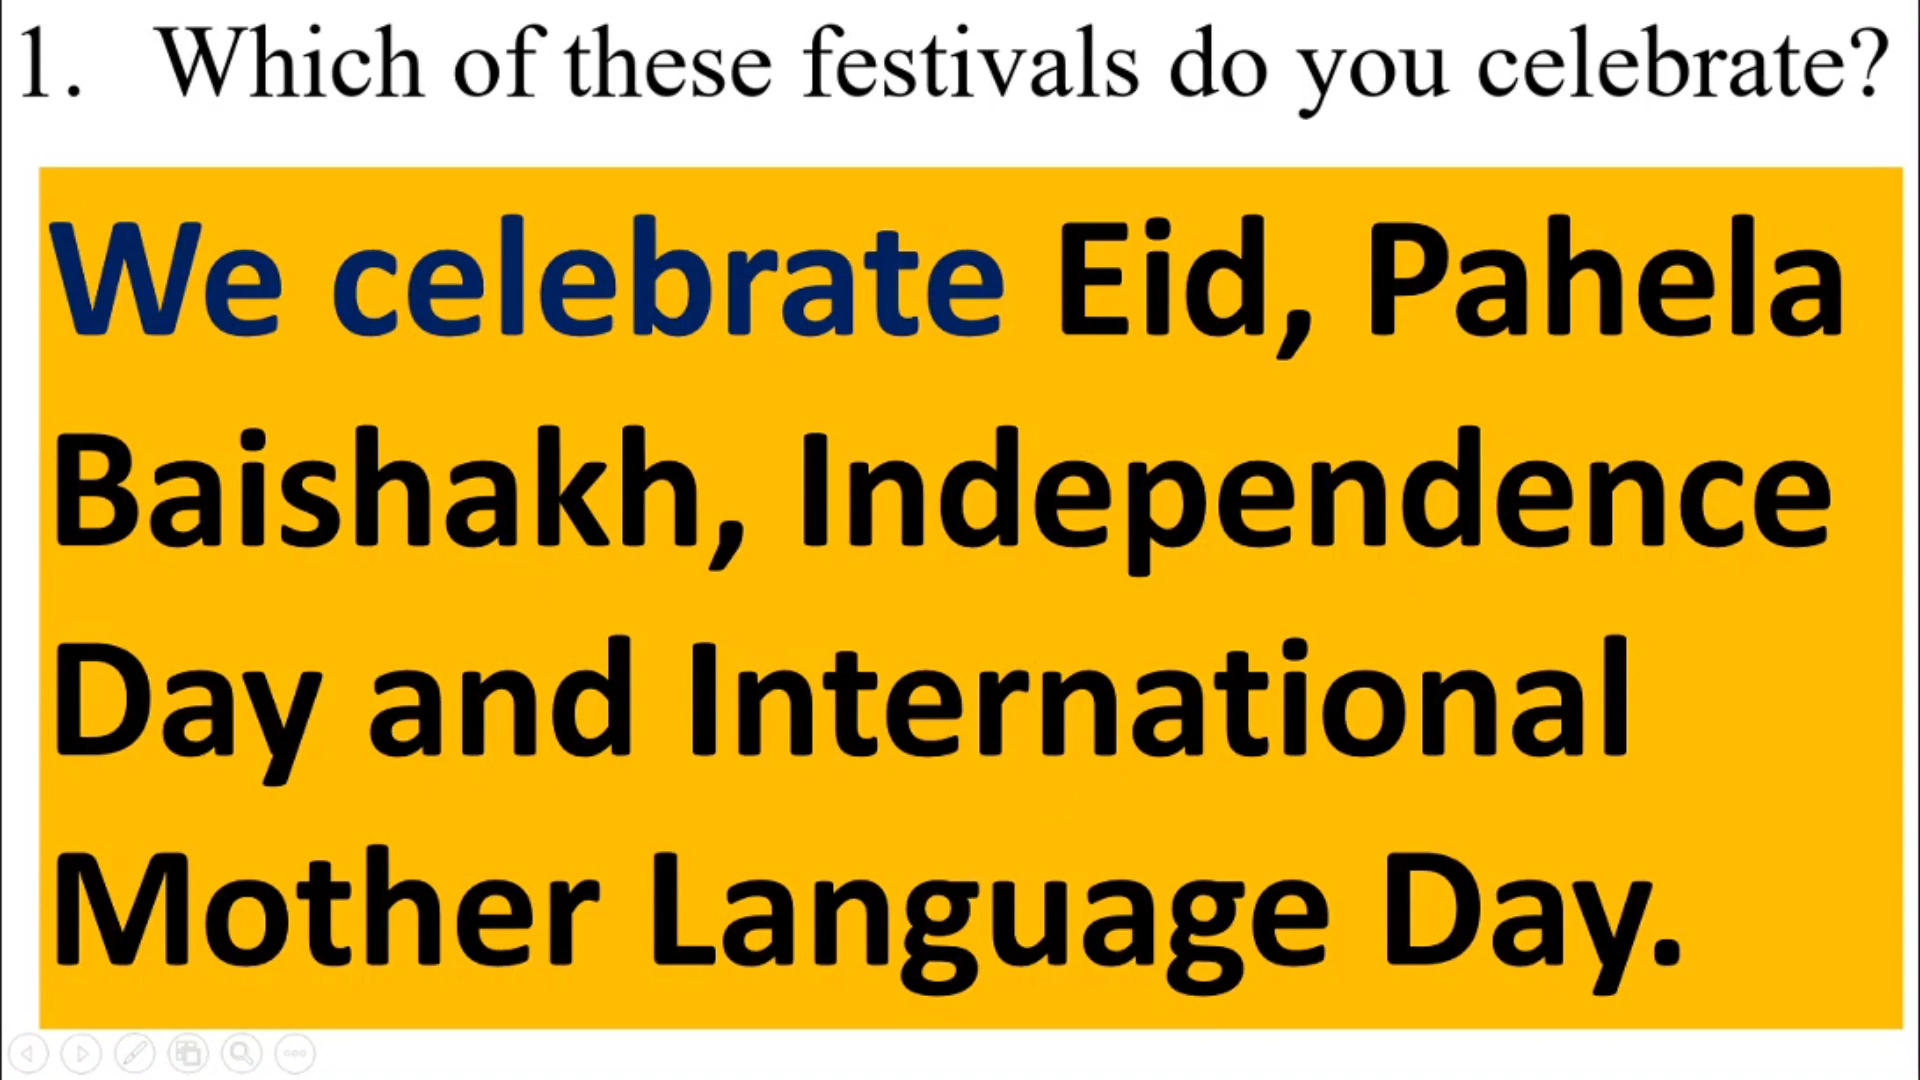 1. Which of these festivals do you celebrate?
We celebrate Eid, Pahela
Baishakh, Independence
Day and International
Mother Language Day.